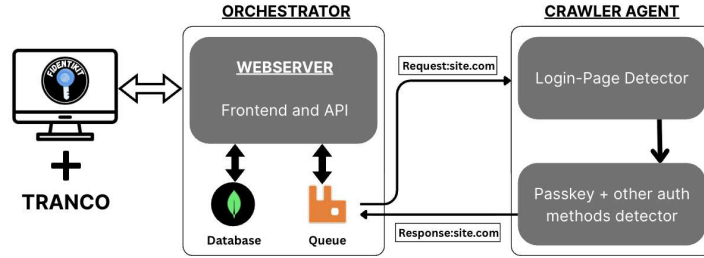 ORCHESTRATOR
CRAWLER AGENT
FIDENTIKIT
TRANCO
WEBSERVER
Frontend and API
Database
Queue
Request:site.com
Response:site.com
Login-Page Detector
Passkey + other auth
methods detector